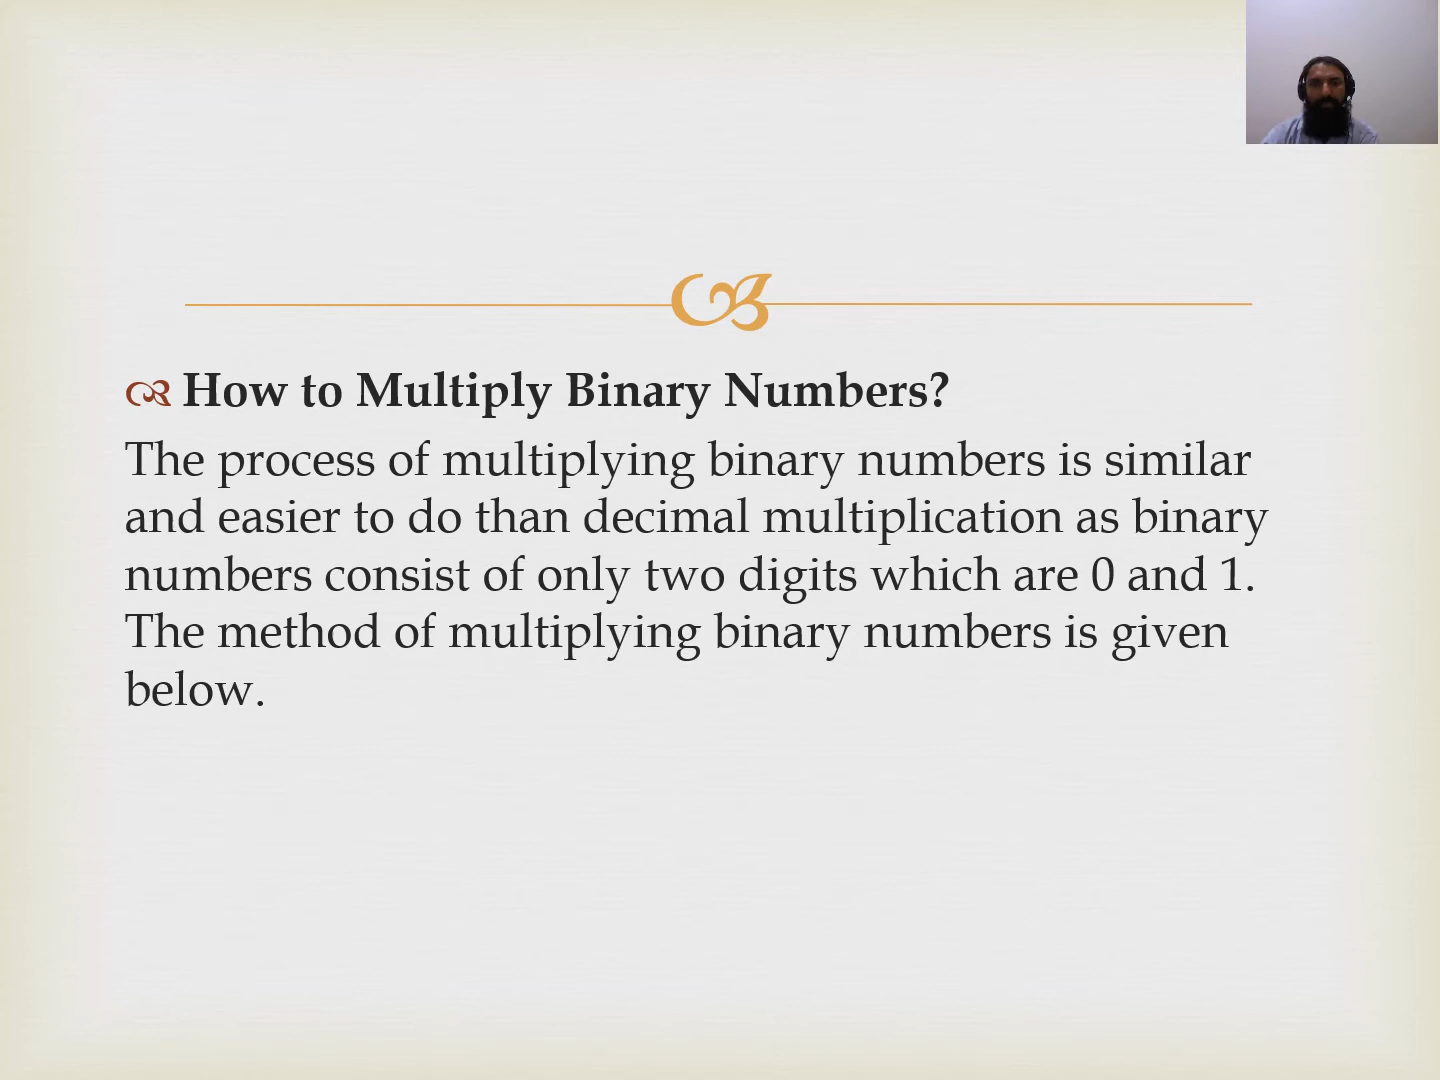 How to Multiply Binary Numbers?
The process of multiplying binary numbers is similar
and easier to do than decimal multiplication as binary
numbers consist of only two digits which are 0 and 1.
The method of multiplying binary numbers is given
below.